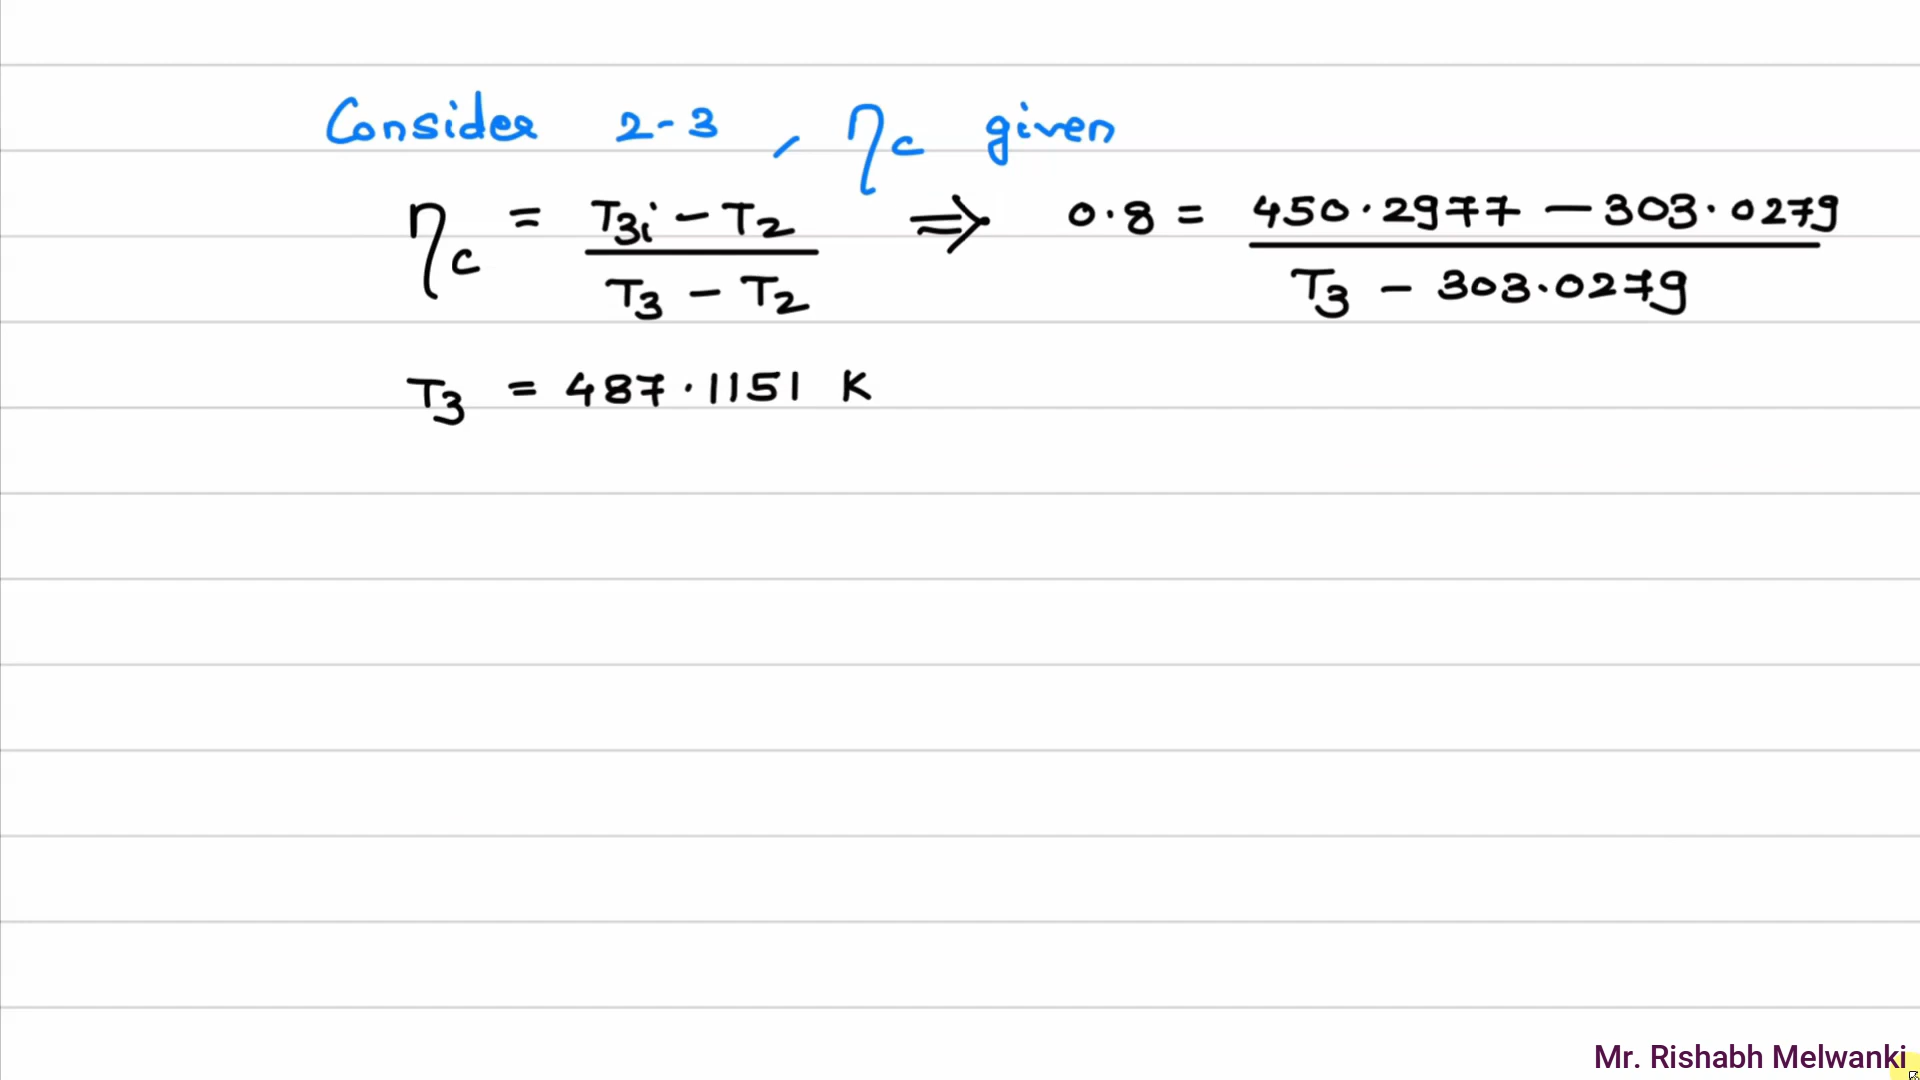 Consider 2-3, ηc given
ηc = (T3i - T2) / (T3 - T2) ⇒ 0.8 = (450.2977 - 303.0279) / (T3 - 303.0279)
T3 = 487.1151 K
Mr. Rishabh Melwanki